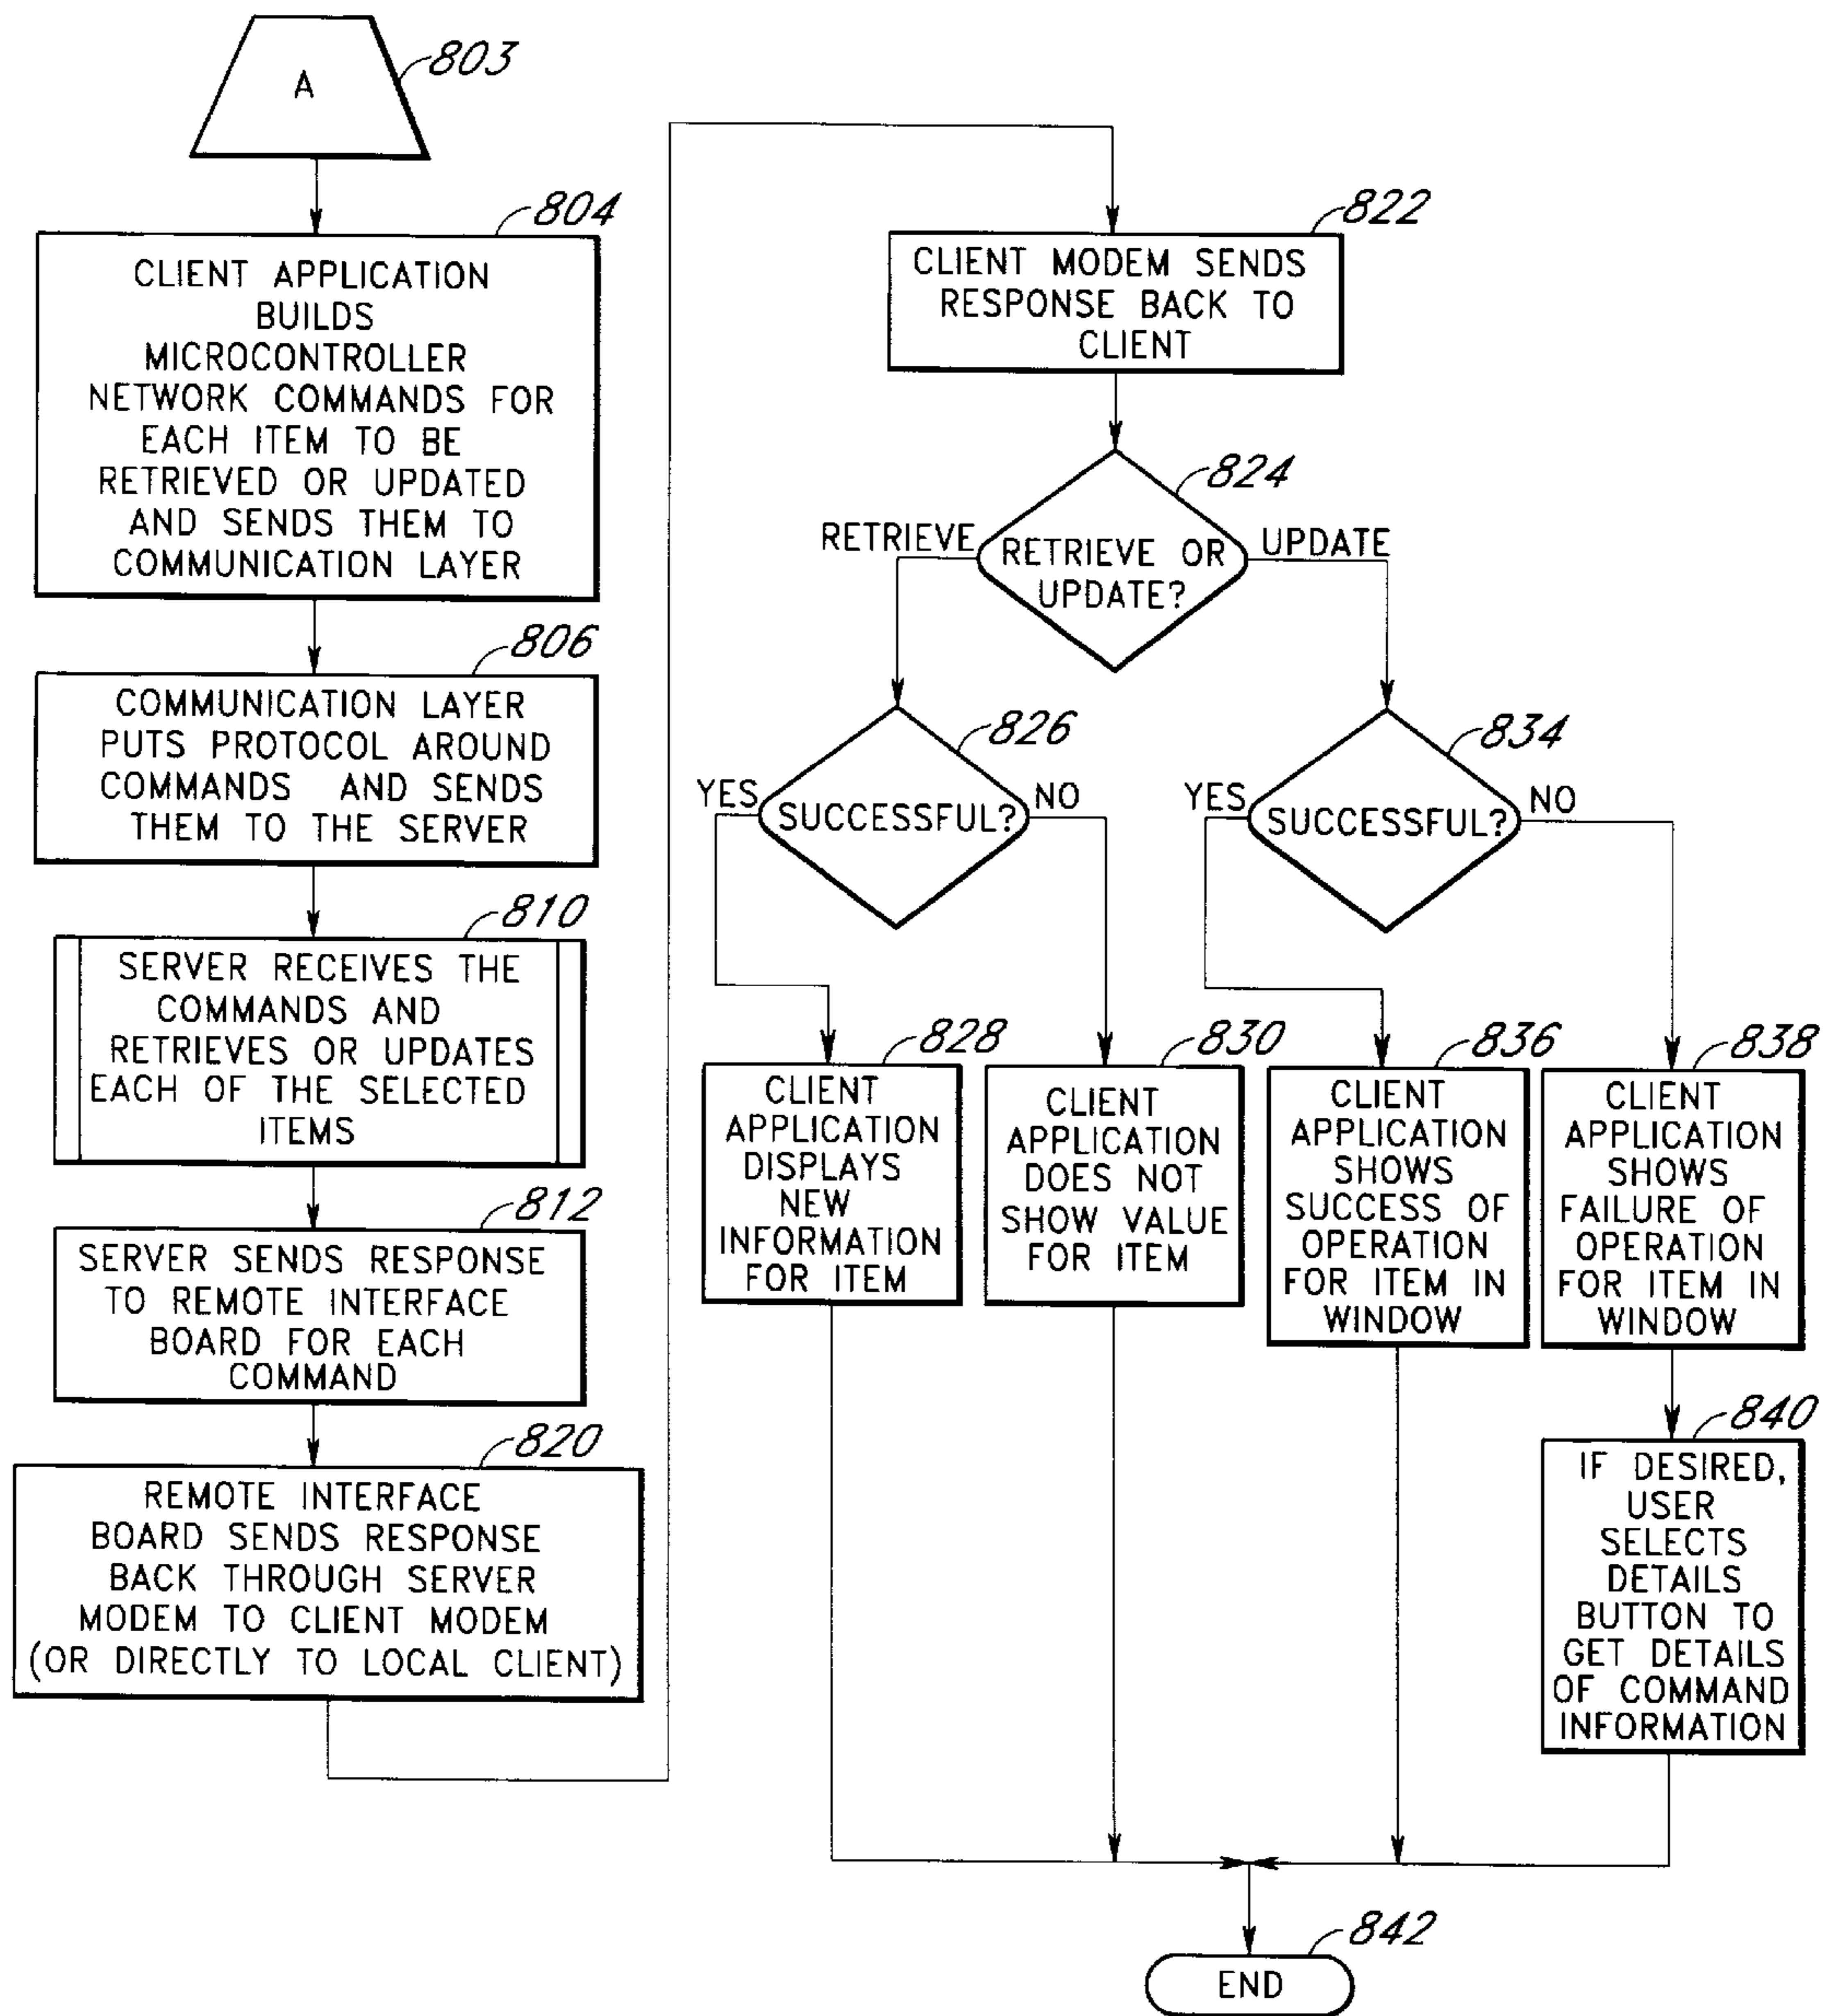 A
803
804
CLIENT APPLICATION
BUILDS
MICROCONTROLLER
NETWORK COMMANDS FOR
EACH ITEM TO BE
RETRIEVED OR UPDATED
AND SENDS THEM TO
COMMUNICATION LAYER
806
COMMUNICATION LAYER
PUTS PROTOCOL AROUND
COMMANDS AND SENDS
THEM TO THE SERVER
810
SERVER RECEIVES THE
COMMANDS AND
RETRIEVES OR UPDATES
EACH OF THE SELECTED
ITEMS
812
SERVER SENDS RESPONSE
TO REMOTE INTERFACE
BOARD FOR EACH
COMMAND
820
REMOTE INTERFACE
BOARD SENDS RESPONSE
BACK THROUGH SERVER
MODEM TO CLIENT MODEM
(OR DIRECTLY TO LOCAL CLIENT)
822
CLIENT MODEM SENDS
RESPONSE BACK TO
CLIENT
824
RETRIEVE
RETRIEVE OR
UPDATE?
UPDATE
826
YES
SUCCESSFUL?
NO
834
YES
SUCCESSFUL?
NO
828
CLIENT
APPLICATION
DISPLAYS
NEW
INFORMATION
FOR ITEM
830
CLIENT
APPLICATION
DOES NOT
SHOW VALUE
FOR ITEM
836
CLIENT
APPLICATION
SHOWS
SUCCESS OF
OPERATION
FOR ITEM IN
WINDOW
838
CLIENT
APPLICATION
SHOWS
FAILURE OF
OPERATION
FOR ITEM IN
WINDOW
840
IF DESIRED,
USER
SELECTS
DETAILS
BUTTON TO
GET DETAILS
OF COMMAND
INFORMATION
842
END